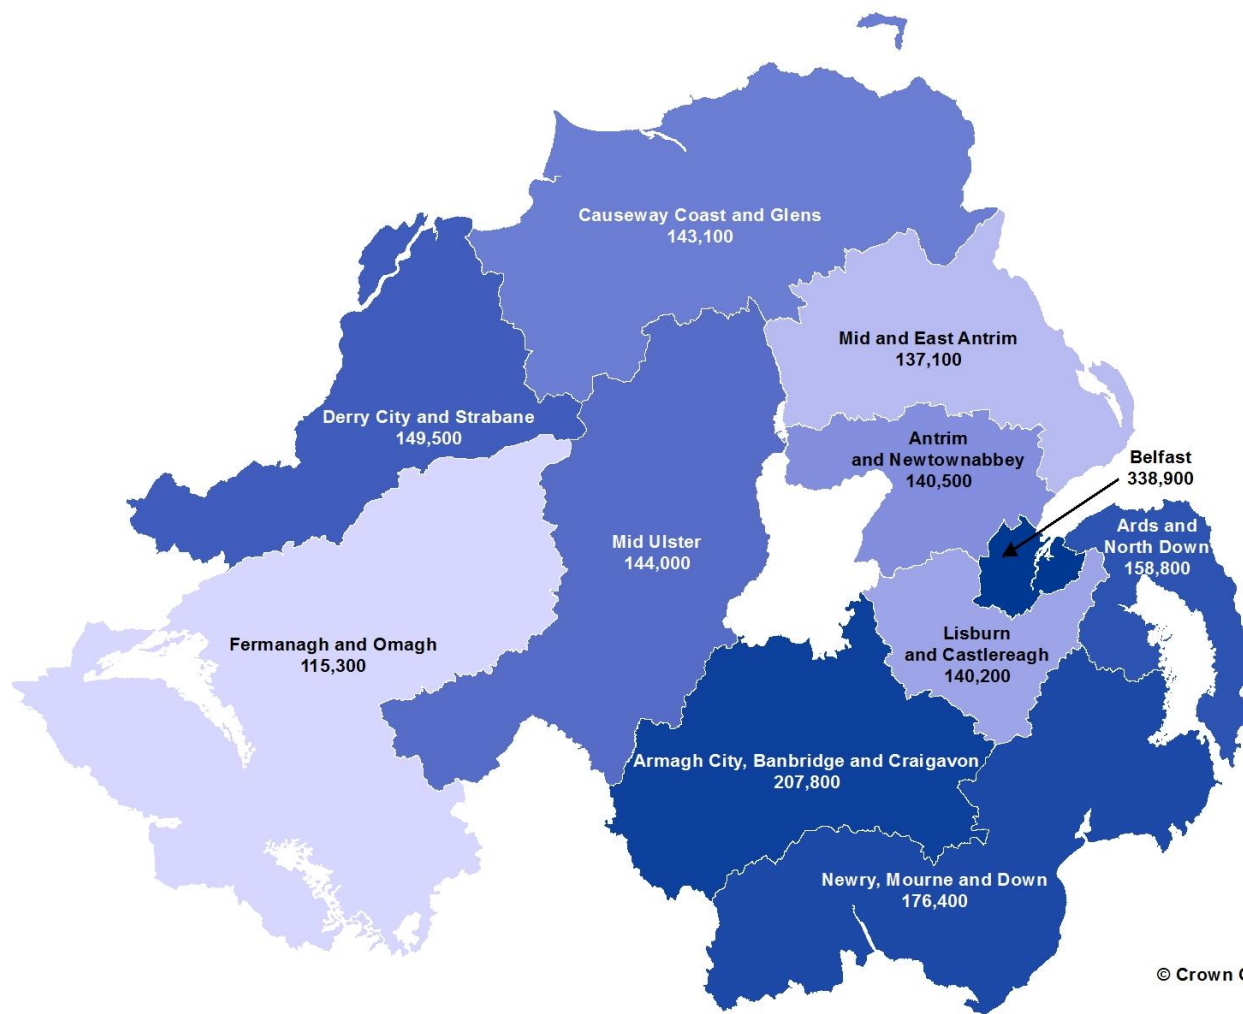 Causeway Coast and Glens
143,100
Mid and East Antrim
137,100
Derry City and Strabane
149,500
Antrim
and Newtownabbey
140,500
Belfast
338,900
Ards and
North Down
158,800
Mid Ulster
144,000
Fermanagh and Omagh
115,300
Lisburn
and Castlereagh
140,200
Armagh City, Banbridge and Craigavon
207,800
Newry, Mourne and Down
176,400
© Crown